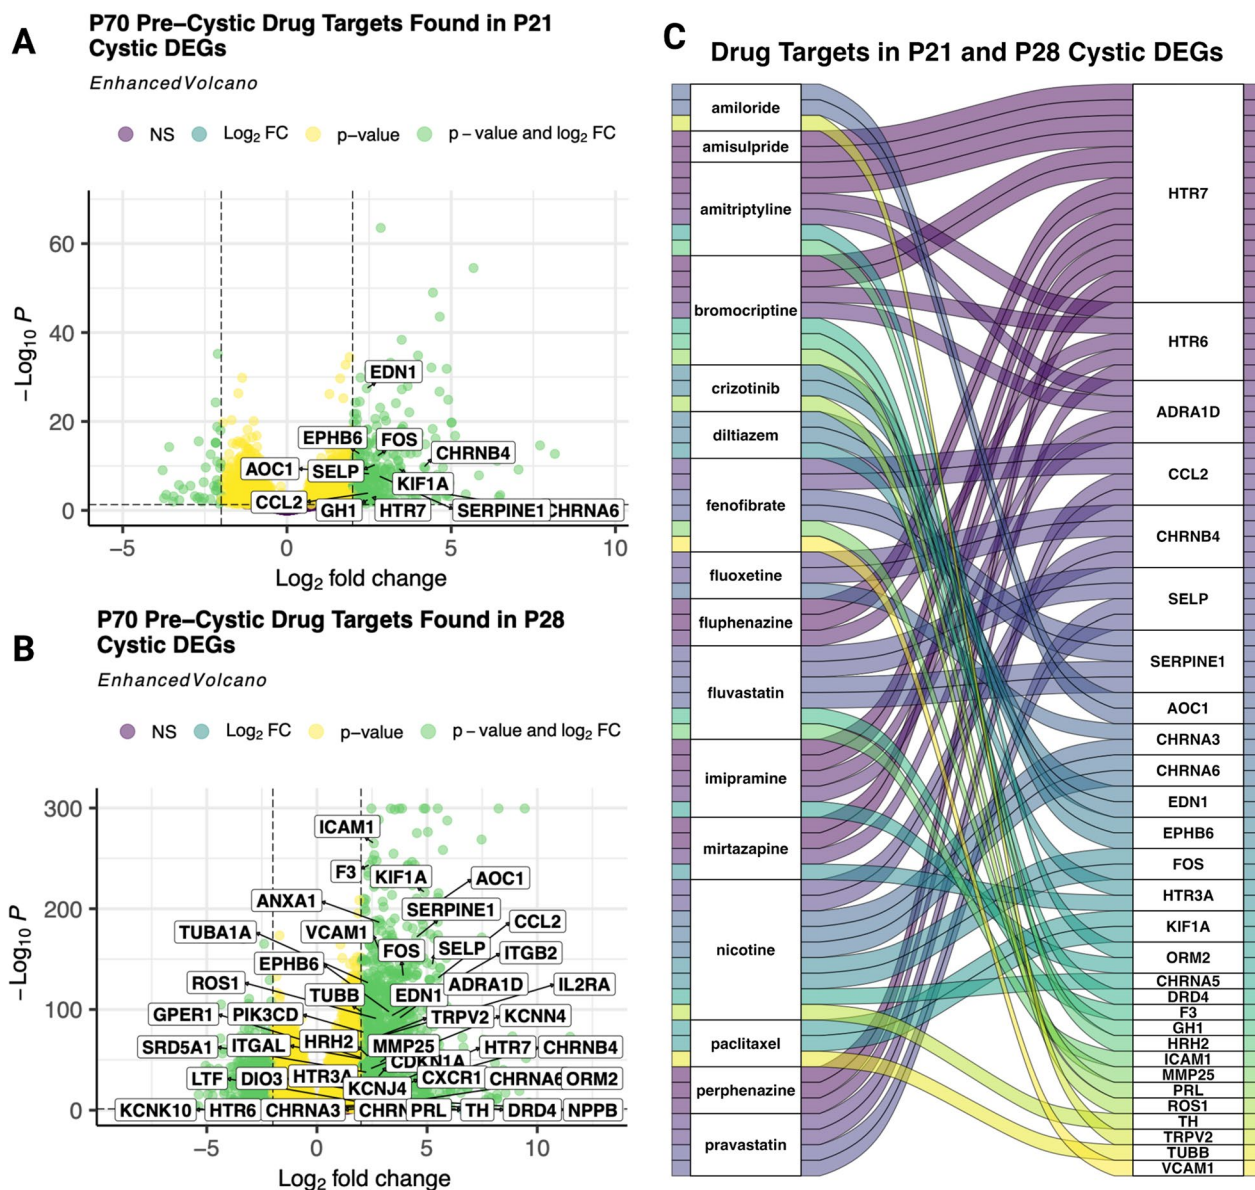 A
P70 Pre–Cystic Drug Targets Found in P21
Cystic DEGs
EnhancedVolcano
NS
Log2 FC
p–value
p – value and log2 FC
–Log10 P
60
40
20
0
EDN1
EPHB6
FOS
CHRNB4
AOC1
SELP
KIF1A
CCL2
GH1
HTR7
SERPINE1
CHRNA6
–5
0
5
10
Log2 fold change
B
P70 Pre–Cystic Drug Targets Found in P28
Cystic DEGs
EnhancedVolcano
NS
Log2 FC
p–value
p – value and log2 FC
–Log10 P
300
200
100
0
ICAM1
F3
KIF1A
AOC1
ANXA1
SERPINE1
CCL2
TUBA1A
VCAM1
FOS
SELP
ITGB2
EPHB6
ROS1
TUBB
EDN1
ADRA1D
IL2RA
GPER1
PIK3CD
TRPV2
KCNN4
SRD5A1
ITGAL
HRH2
MMP25
CDKN1A
HTR7
CHRNB4
LTF
DIO3
HTR3A
KCNJ4
CXCR1
CHRNA6
ORM2
KCNK10
HTR6
CHRNA3
CHRN
PRL
TH
DRD4
NPPB
–5
0
5
10
Log2 fold change
C
Drug Targets in P21 and P28 Cystic DEGs
amiloride
amisulpride
amitriptyline
bromocriptine
crizotinib
diltiazem
fenofibrate
fluoxetine
fluphenazine
fluvastatin
imipramine
mirtazapine
nicotine
paclitaxel
perphenazine
pravastatin
HTR7
HTR6
ADRA1D
CCL2
CHRNB4
SELP
SERPINE1
AOC1
CHRNA3
CHRNA6
EDN1
EPHB6
FOS
HTR3A
KIF1A
ORM2
CHRNA5
DRD4
F3
GH1
HRH2
ICAM1
MMP25
PRL
ROS1
TH
TRPV2
TUBB
VCAM1